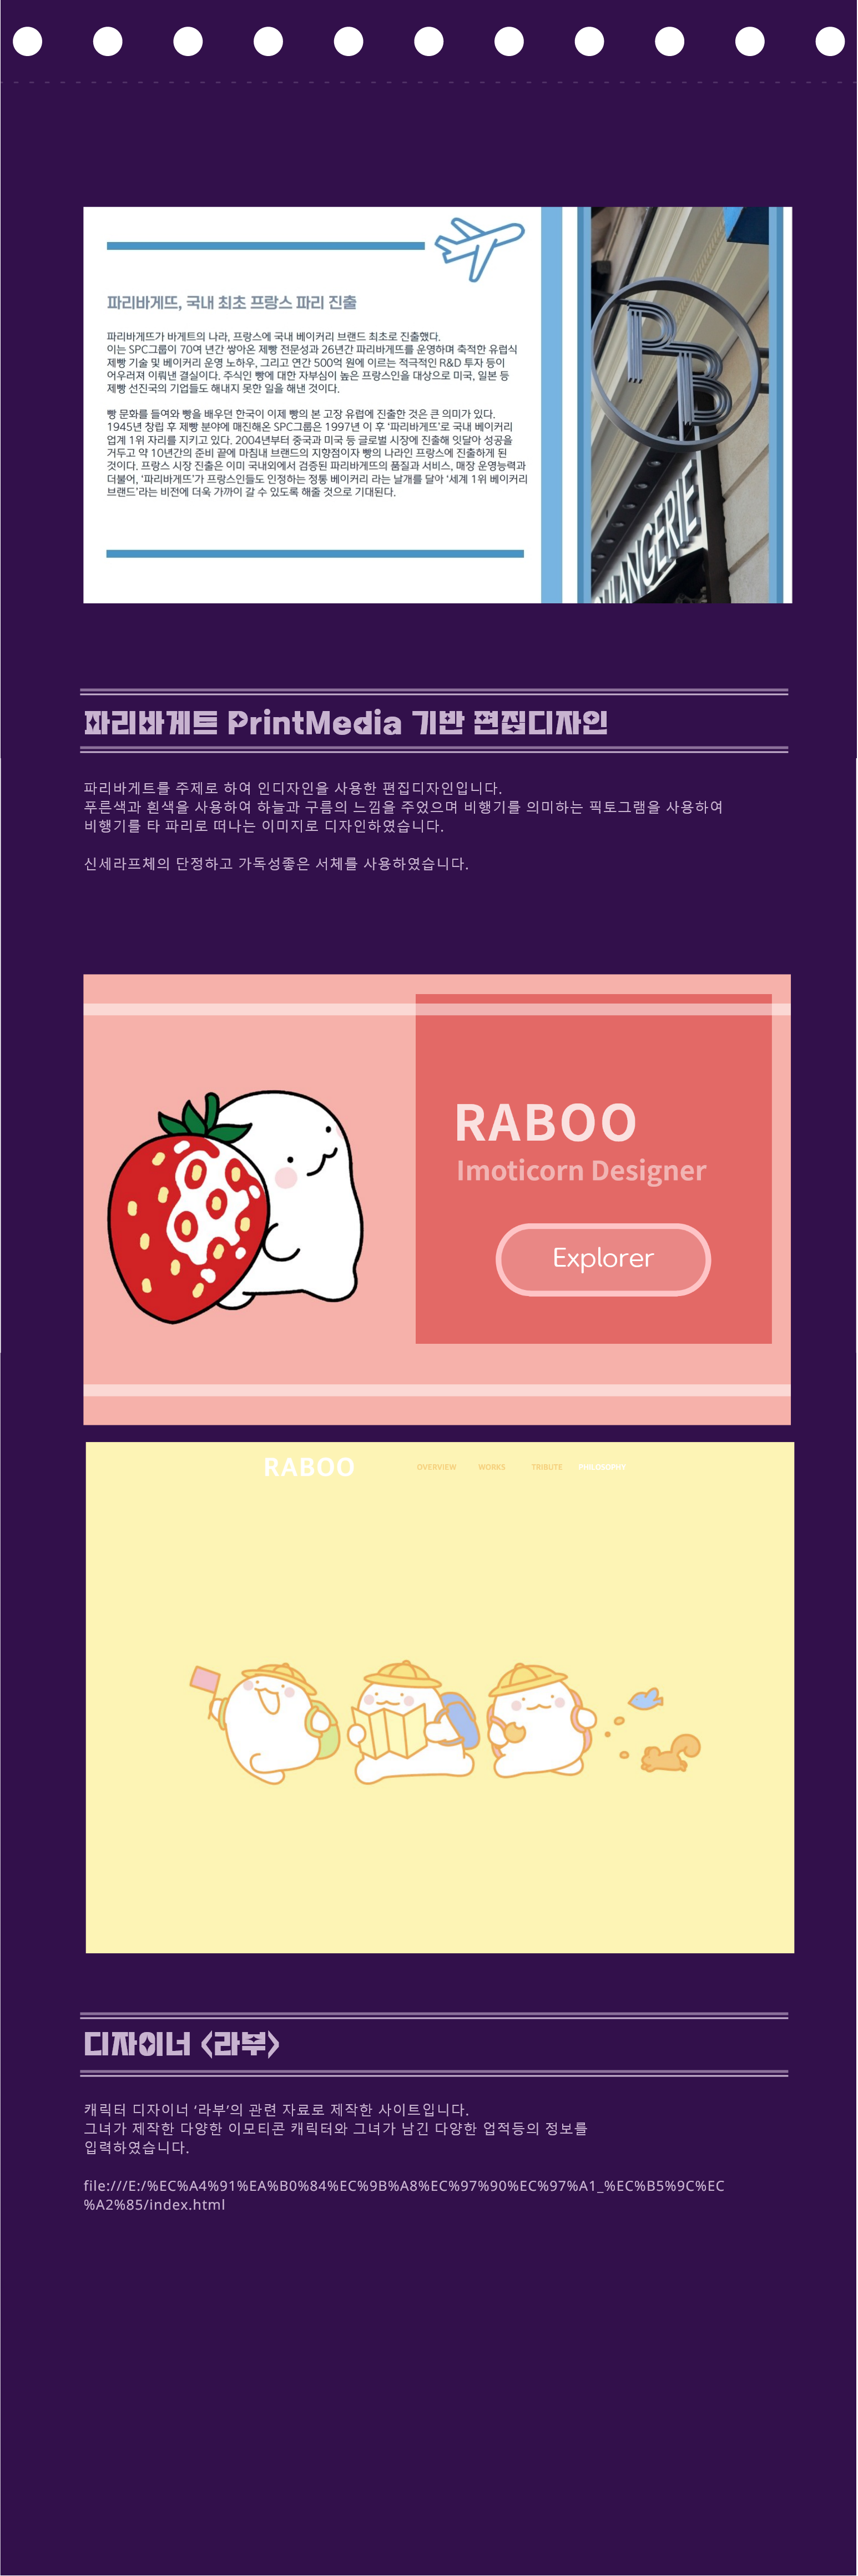 파리바게뜨, 국내 최초 프랑스 파리 진출
파리바게뜨가 바게트의 나라, 프랑스에 국내 베이커리 브랜드 최초로 진출했다.
이는 SPC그룹이 70여 년간 쌓아온 제빵 전문성과 26년간 파리바게뜨를 운영하며 축적한 유럽식
제빵 기술 및 베이커리 운영 노하우, 그리고 연간 500억 원에 이르는 적극적인 R&D 투자 등이
어우러져 이뤄낸 결실이다. 주식인 빵에 대한 자부심이 높은 프랑스인을 대상으로 미국, 일본 등
제빵 선진국의 기업들도 해내지 못한 일을 해낸 것이다.
빵 문화를 들여와 빵을 배우던 한국이 이제 빵의 본 고장 유럽에 진출한 것은 큰 의미가 있다.
1945년 창립 후 제빵 분야에 매진해온 SPC그룹은 1997년 이 후 ‘파리바게뜨’로 국내 베이커리
업계 1위 자리를 지키고 있다. 2004년부터 중국과 미국 등 글로벌 시장에 진출해 잇달아 성공을
거두고 약 10년간의 준비 끝에 마침내 브랜드의 지향점이자 빵의 나라인 프랑스에 진출하게 된
것이다. 프랑스 시장 진출은 이미 국내외에서 검증된 파리바게뜨의 품질과 서비스, 매장 운영능력과
더불어, ‘파리바게뜨’가 프랑스인들도 인정하는 정통 베이커리 라는 날개를 달아 ‘세계 1위 베이커리
브랜드’라는 비전에 더욱 가까이 갈 수 있도록 해줄 것으로 기대된다.
PB
파리바게트 PrintMedia 기반 편집디자인
파리바게트를 주제로 하여 인디자인을 사용한 편집디자인입니다.
푸른색과 흰색을 사용하여 하늘과 구름의 느낌을 주었으며 비행기를 의미하는 픽토그램을 사용하여
비행기를 타 파리로 떠나는 이미지로 디자인하였습니다.
신세라프체의 단정하고 가독성좋은 서체를 사용하였습니다.
RABOO
Imoticorn Designer
Explorer
RABOO OVERVIEW WORKS TRIBUTE PHILOSOPHY
디자이너 <라부>
캐릭터 디자이너 ‘라부’의 관련 자료로 제작한 사이트입니다.
그녀가 제작한 다양한 이모티콘 캐릭터와 그녀가 남긴 다양한 업적등의 정보를
입력하였습니다.
file:///E:/%EC%A4%91%EA%B0%84%EC%9B%A8%EC%97%90%EC%97%A1_%EC%B5%9C%EC
%A2%85/index.html